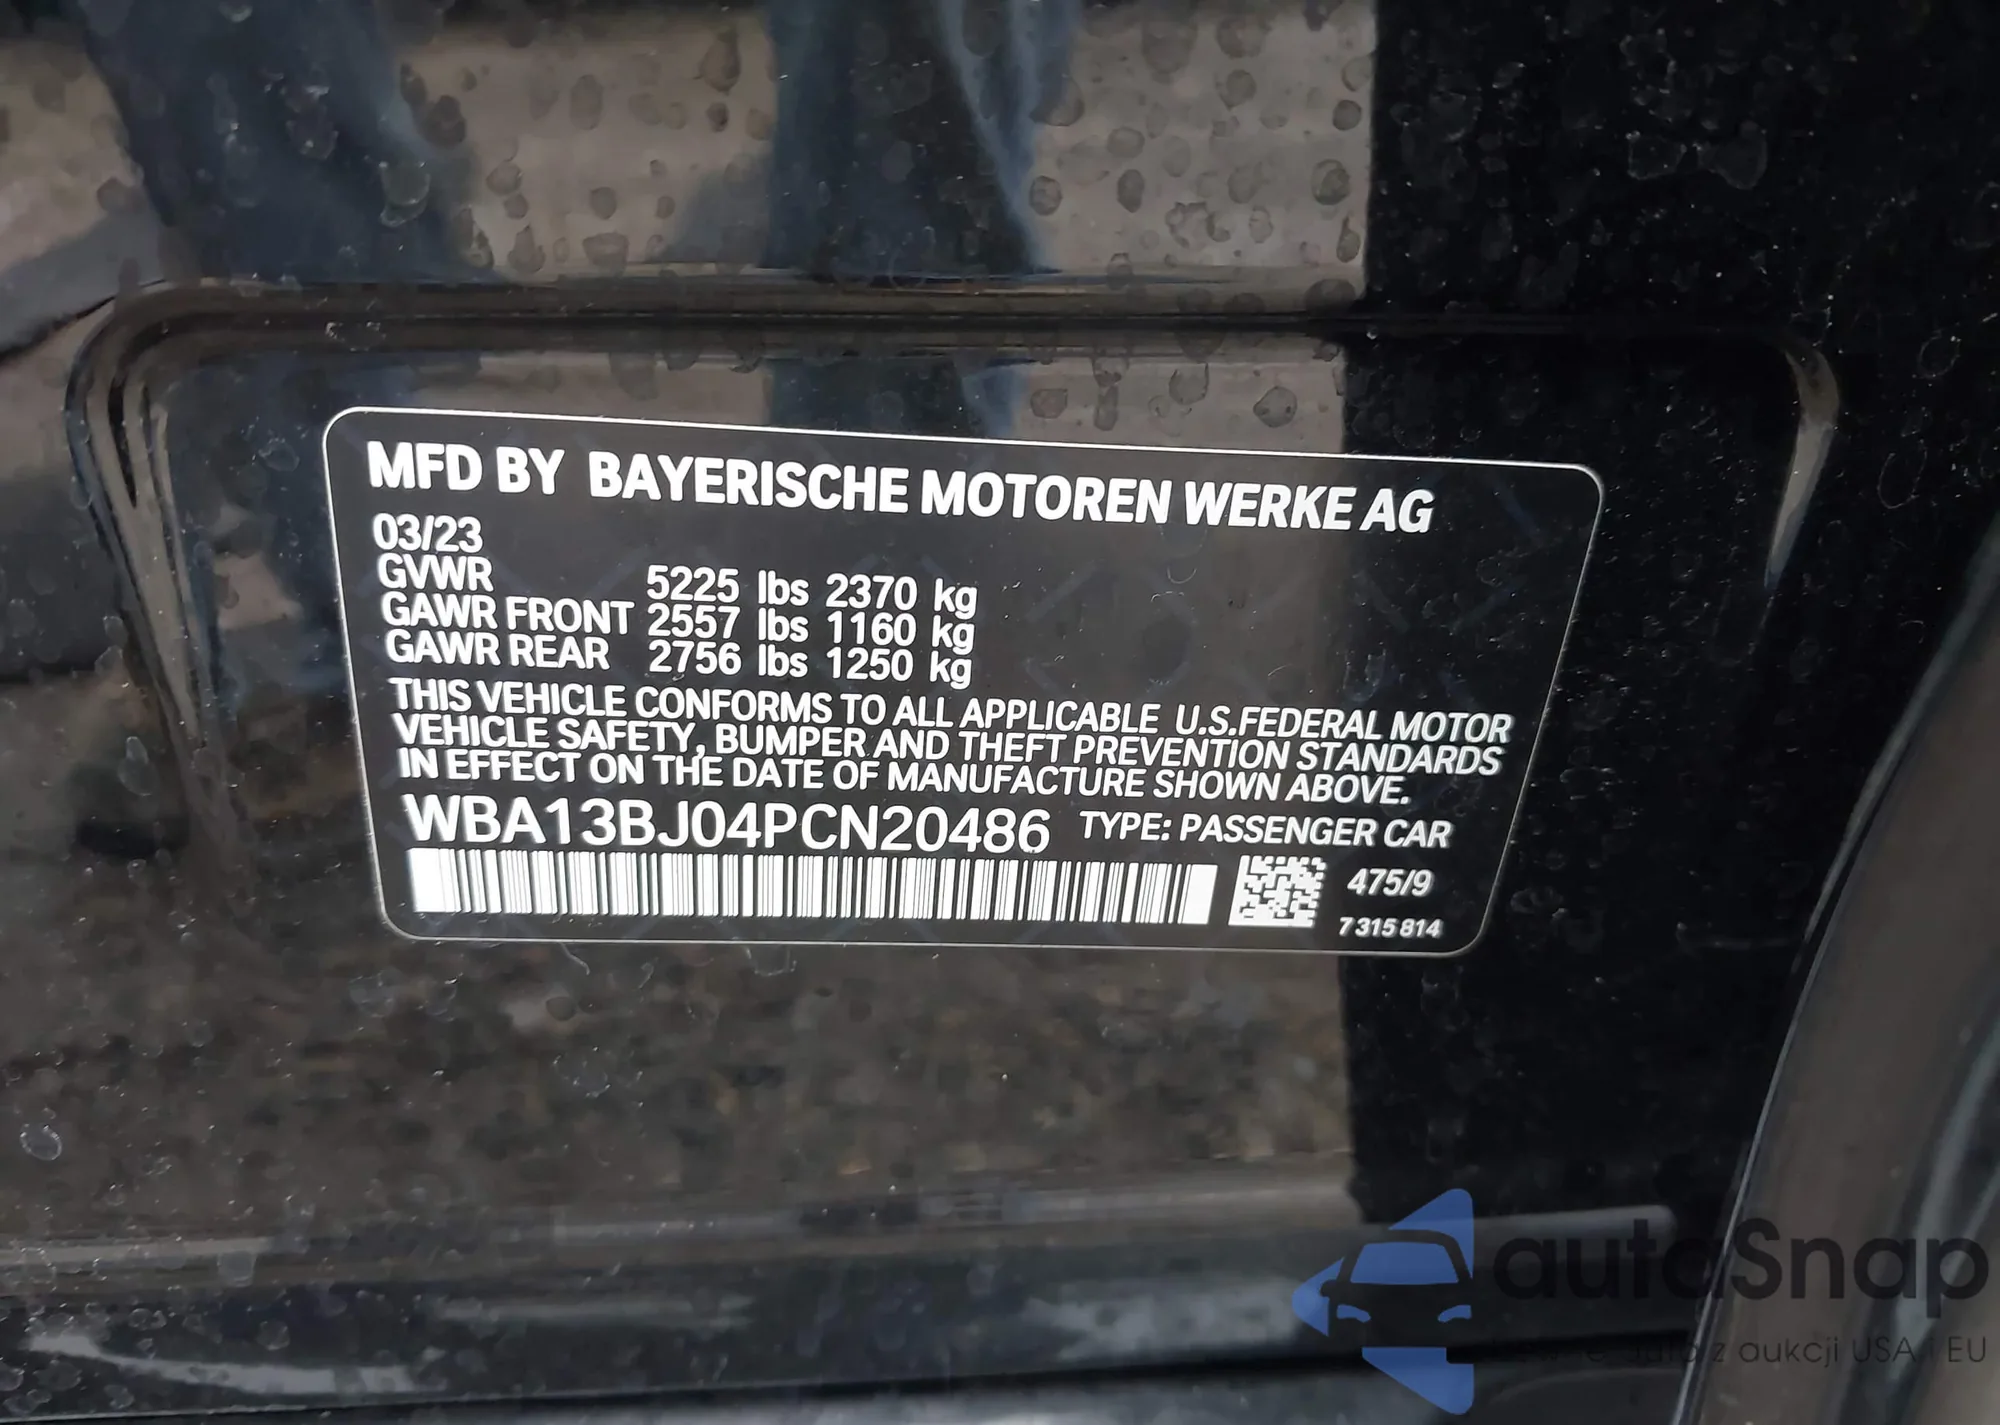 MFD BY BAYERISCHE MOTOREN WERKE AG
03/23
GVWR 5225 lbs 2370 kg
GAWR FRONT 2557 lbs 1160 kg
GAWR REAR 2756 lbs 1250 kg
THIS VEHICLE CONFORMS TO ALL APPLICABLE U.S.FEDERAL MOTOR
VEHICLE SAFETY, BUMPER AND THEFT PREVENTION STANDARDS
IN EFFECT ON THE DATE OF MANUFACTURE SHOWN ABOVE.
WBA13BJ04PCN20486 TYPE: PASSENGER CAR
475/9
7 315 814
autoSnap
auto z aukcji USA i EU